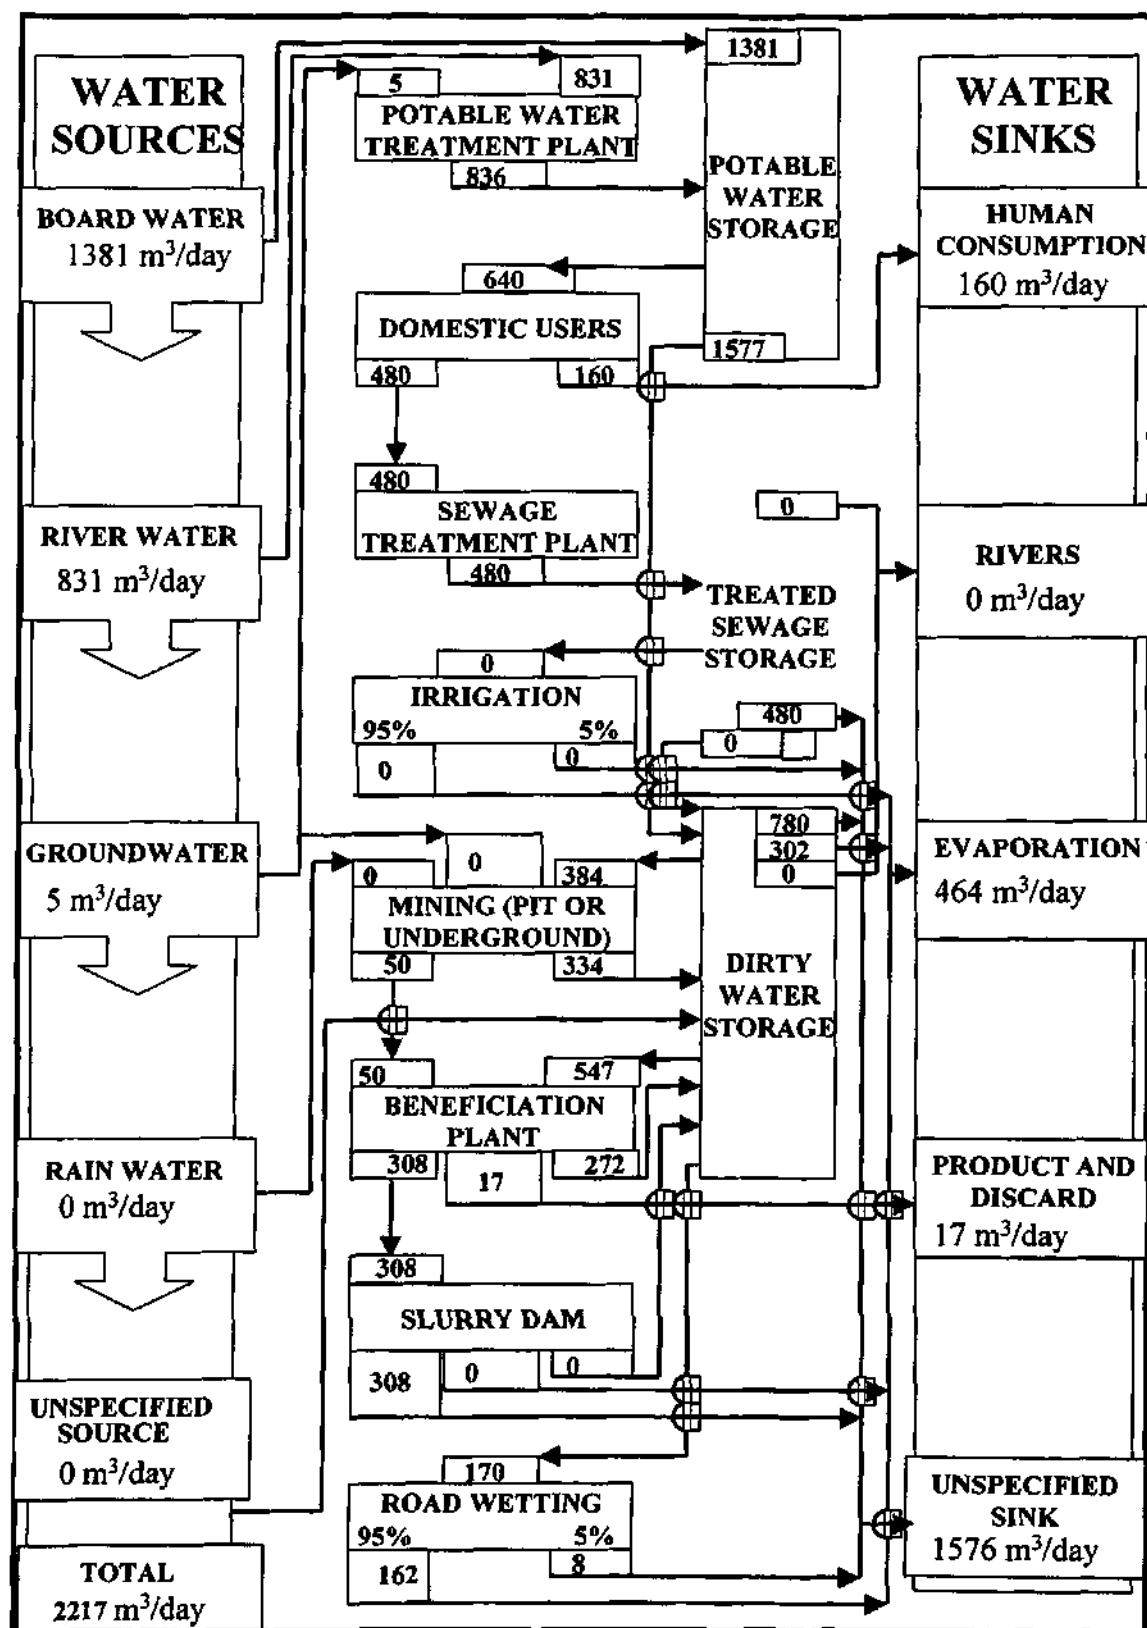 WATER
SOURCES
BOARD WATER
1381 m³/day
RIVER WATER
831 m³/day
GROUNDWATER
5 m³/day
RAIN WATER
0 m³/day
UNSPECIFIED
SOURCE
0 m³/day
TOTAL
2217 m³/day
5
831
POTABLE WATER
TREATMENT PLANT
836
640
DOMESTIC USERS
480
160
480
SEWAGE
TREATMENT PLANT
480
0
IRRIGATION
95%
5%
0
0
0
0
384
MINING (PIT OR
UNDERGROUND)
50
334
50
547
BENEFICIATION
PLANT
308
17
272
308
SLURRY DAM
308
0
0
170
ROAD WETTING
95%
5%
162
8
1381
POTABLE
WATER
STORAGE
1577
0
TREATED
SEWAGE
STORAGE
480
0
780
302
0
DIRTY
WATER
STORAGE
WATER
SINKS
HUMAN
CONSUMPTION
160 m³/day
RIVERS
0 m³/day
EVAPORATION
464 m³/day
PRODUCT AND
DISCARD
17 m³/day
UNSPECIFIED
SINK
1576 m³/day